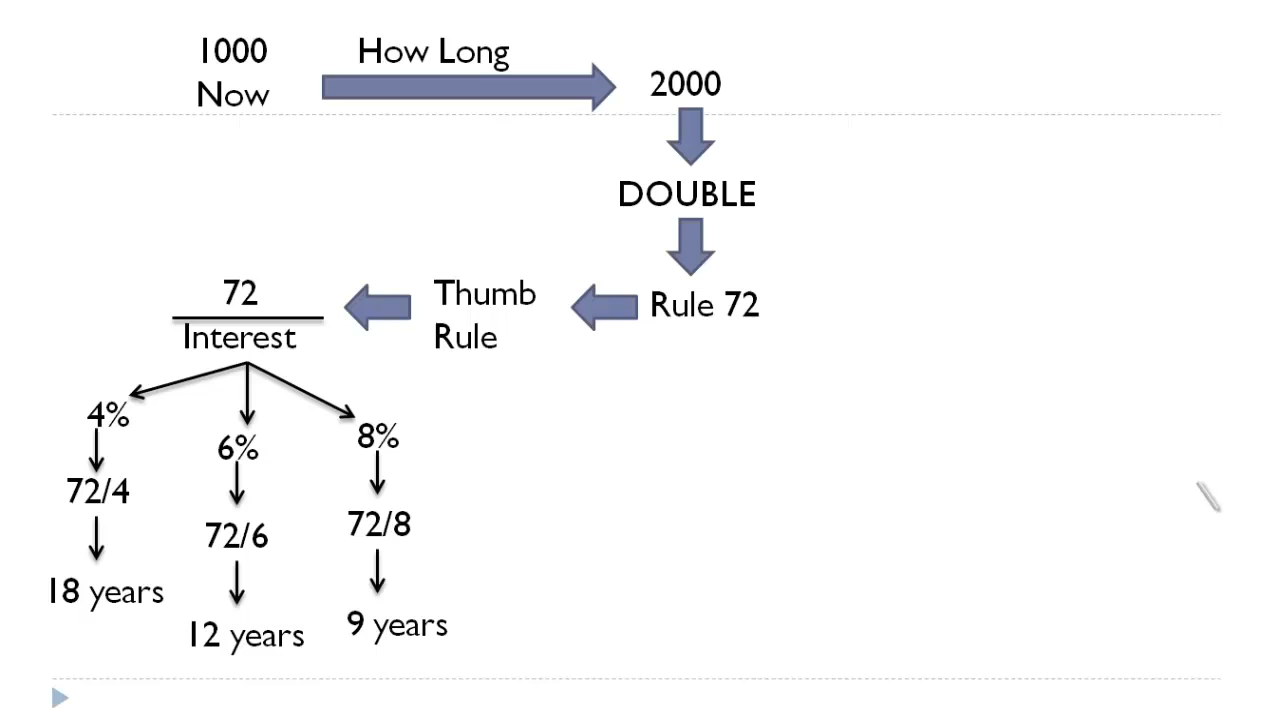 1000
Now
How Long
2000
DOUBLE
Rule 72
Thumb
Rule
72
Interest
4%
72/4
18 years
6%
72/6
12 years
8%
72/8
9 years